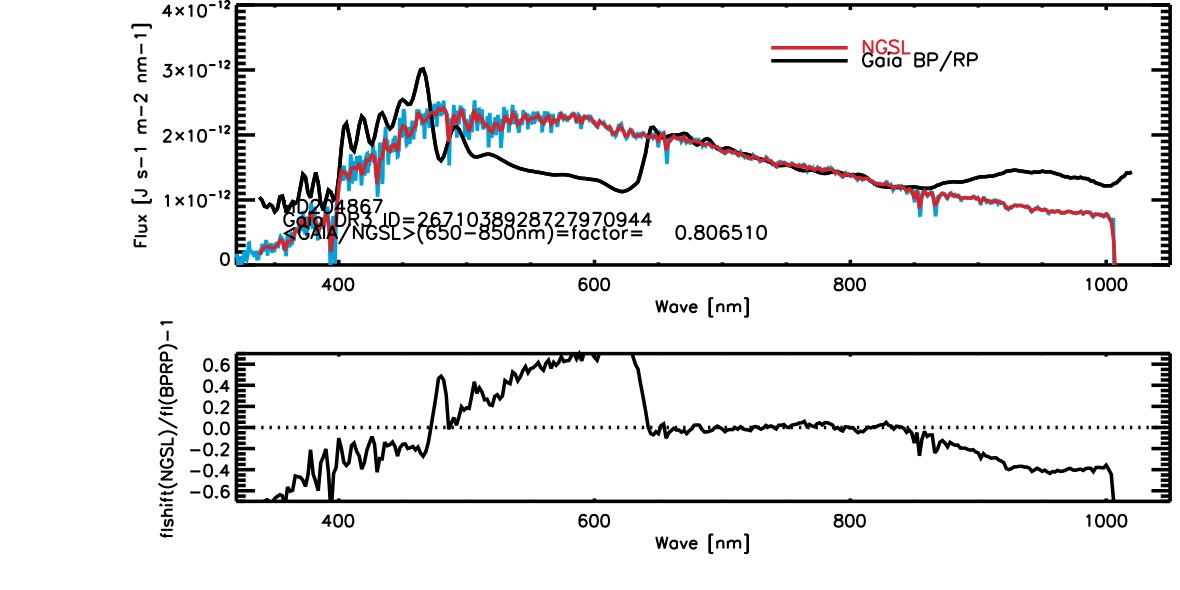 4×10−12
3×10−12
2×10−12
1×10−12
0
Flux [J s−1 m−2 nm−1]
NGSL
Gaia BP/RP
HD204867
Gaia DR3 ID=2671038928727970944
<GAIA/NGSL>(650−850nm)=factor= 0.806510
400 600 800 1000
Wave [nm]
flshift(NGSL)/fl(BPRP)−1
0.6
0.4
0.2
0.0
−0.2
−0.4
−0.6
400 600 800 1000
Wave [nm]